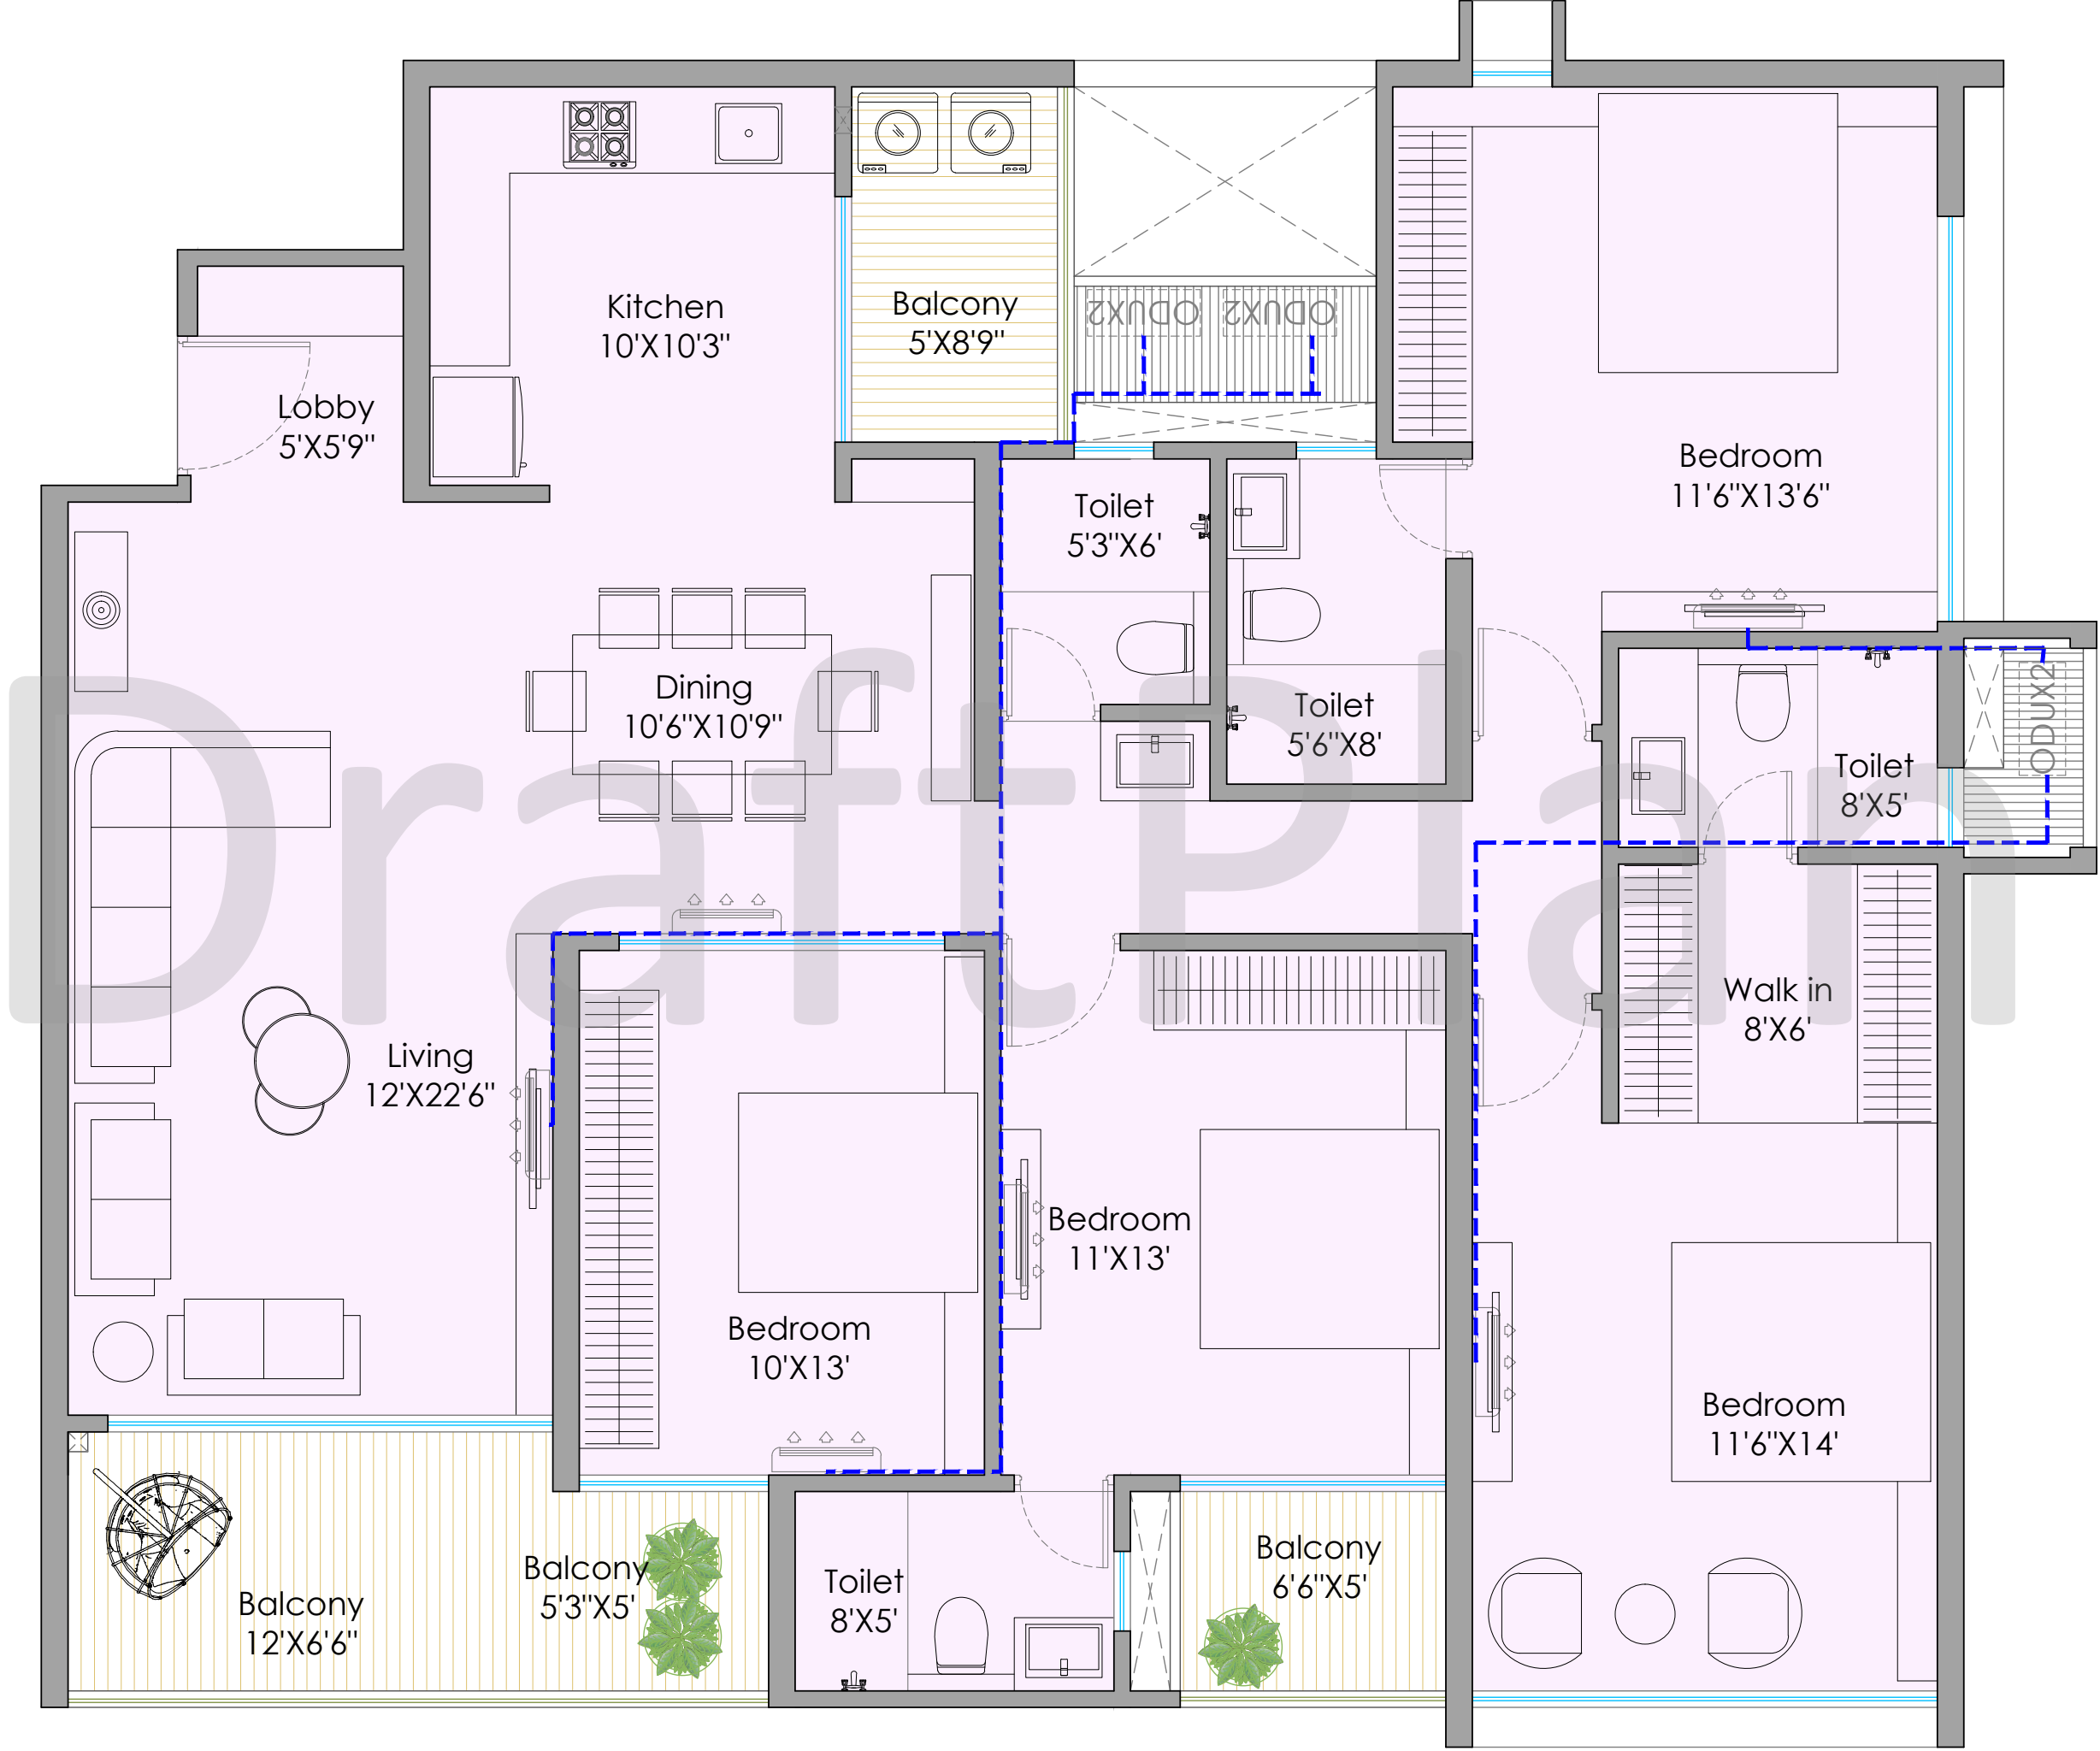 Kitchen
10'X10'3"
Balcony
5'X8'9"
ODUX2
ODUX2
Lobby
5'X5'9"
Bedroom
11'6"X13'6"
Toilet
5'3"X6'
Dining
10'6"X10'9"
Toilet
5'6"X8'
Toilet
8'X5'
ODUX2
Draft Plan
Walk in
8'X6'
Living
12'X22'6"
Bedroom
11'X13'
Bedroom
10'X13'
Bedroom
11'6"X14'
Balcony
12'X6'6"
Balcony
5'3"X5'
Toilet
8'X5'
Balcony
6'6"X5'